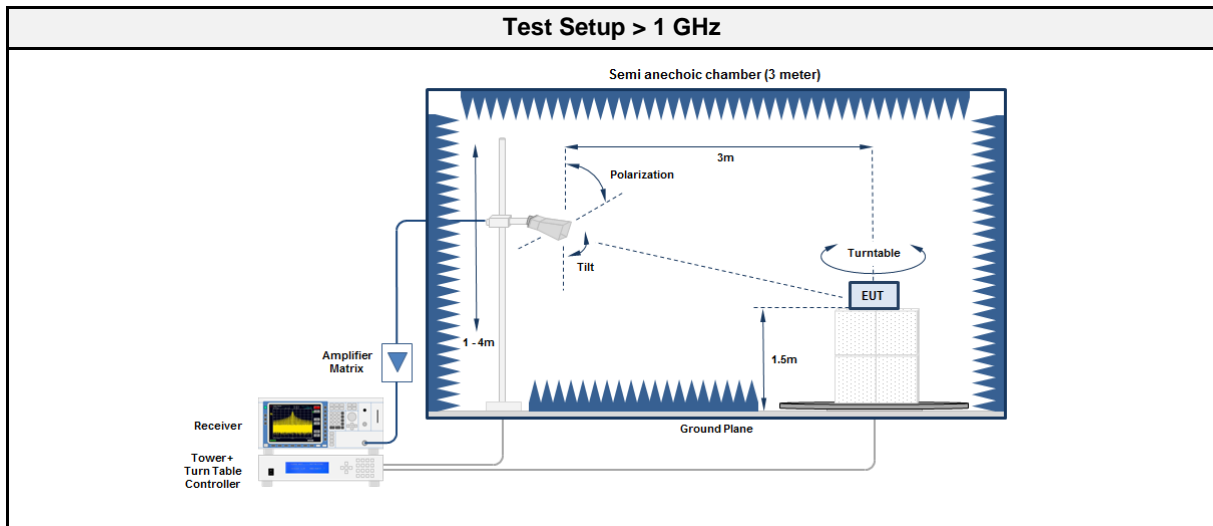 Test Setup > 1 GHz
Semi anechoic chamber (3 meter)
3m
Polarization
Tilt
Turntable
EUT
1 - 4m
1.5m
Amplifier
Matrix
Receiver
Ground Plane
Tower+
Turn Table
Controller